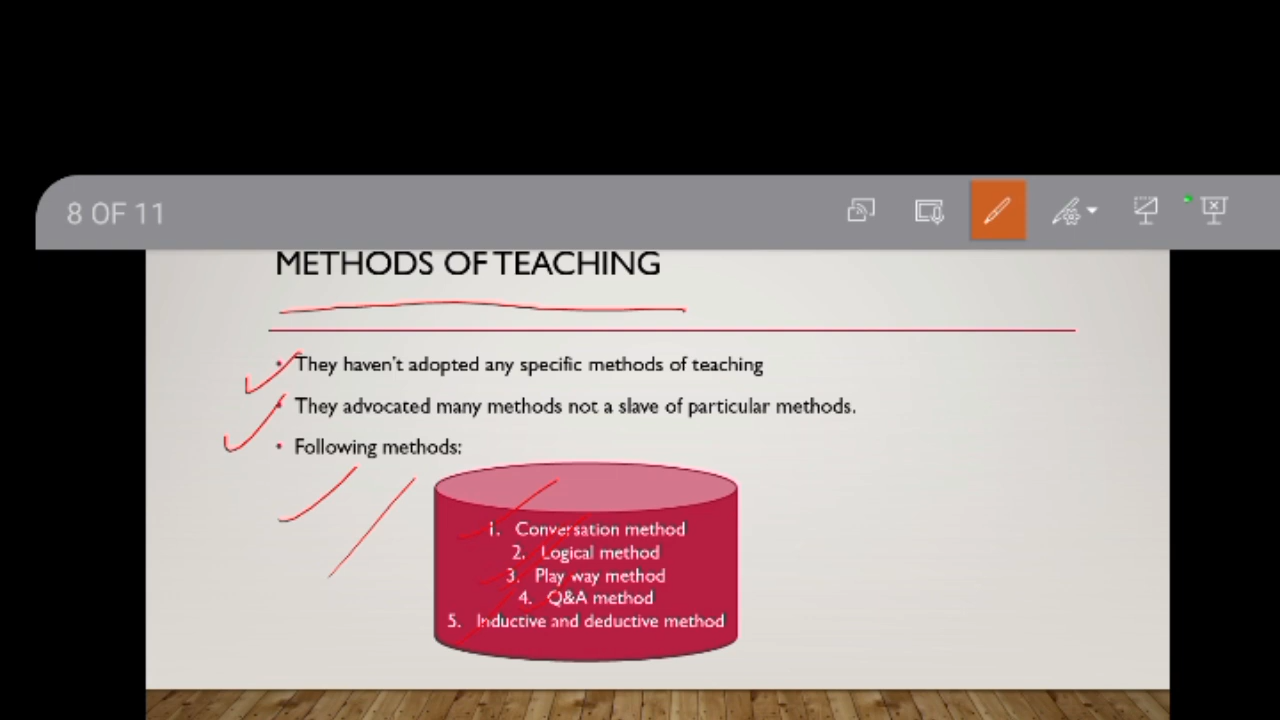 8 OF 11
METHODS OF TEACHING
• They haven't adopted any specific methods of teaching
• They advocated many methods not a slave of particular methods.
• Following methods:
1. Conversation method
2. Logical method
3. Play way method
4. Q&A method
5. Inductive and deductive method